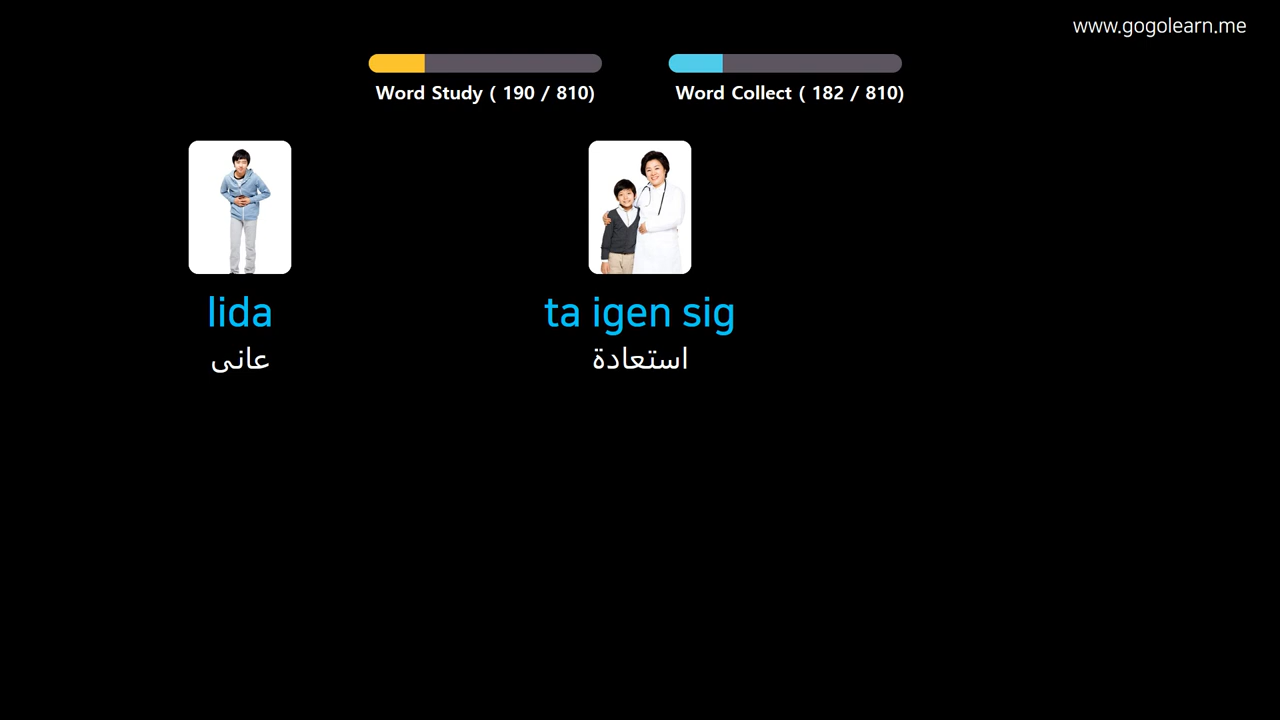 www.gogolearn.me
Word Study ( 190 / 810)
Word Collect ( 182 / 810)
lida
عانى
ta igen sig
استعادة